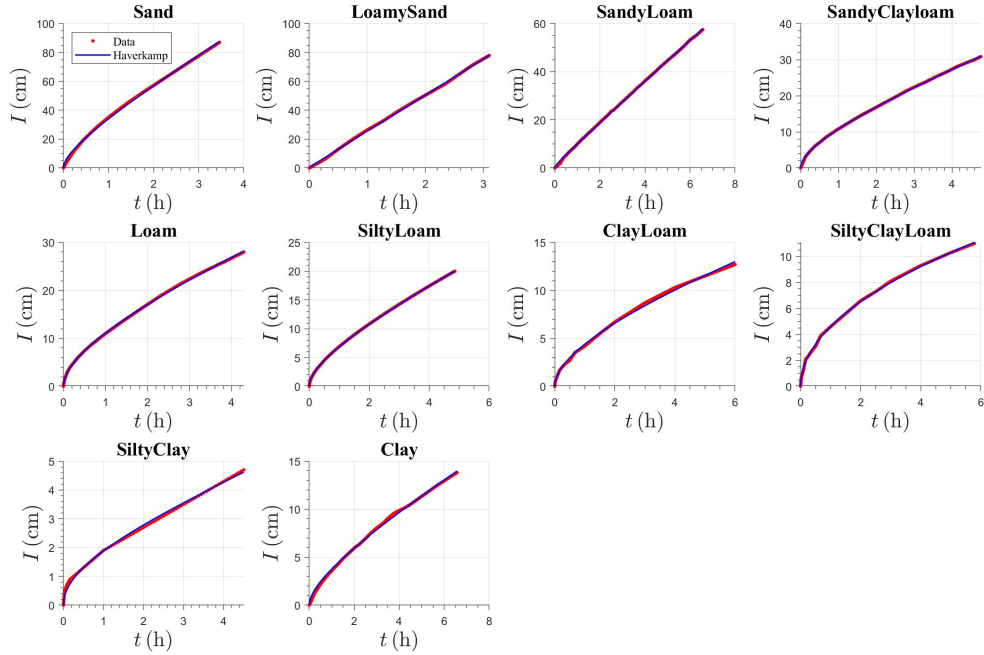 Sand
100
80
60
40
20
0
I (cm)
Data
Haverkamp
0 1 2 3 4
t (h)
LoamySand
100
80
60
40
20
0
I (cm)
0 1 2 3
t (h)
SandyLoam
60
40
20
0
I (cm)
0 2 4 6 8
t (h)
SandyClayloam
40
30
20
10
0
I (cm)
0 1 2 3 4
t (h)
Loam
30
20
10
0
I (cm)
0 1 2 3 4
t (h)
SiltyLoam
25
20
15
10
5
0
I (cm)
0 2 4 6
t (h)
ClayLoam
15
10
5
0
I (cm)
0 2 4 6
t (h)
SiltyClayLoam
10
8
6
4
2
0
I (cm)
0 2 4 6
t (h)
SiltyClay
5
4
3
2
1
0
I (cm)
0 1 2 3 4
t (h)
Clay
15
10
5
0
I (cm)
0 2 4 6 8
t (h)